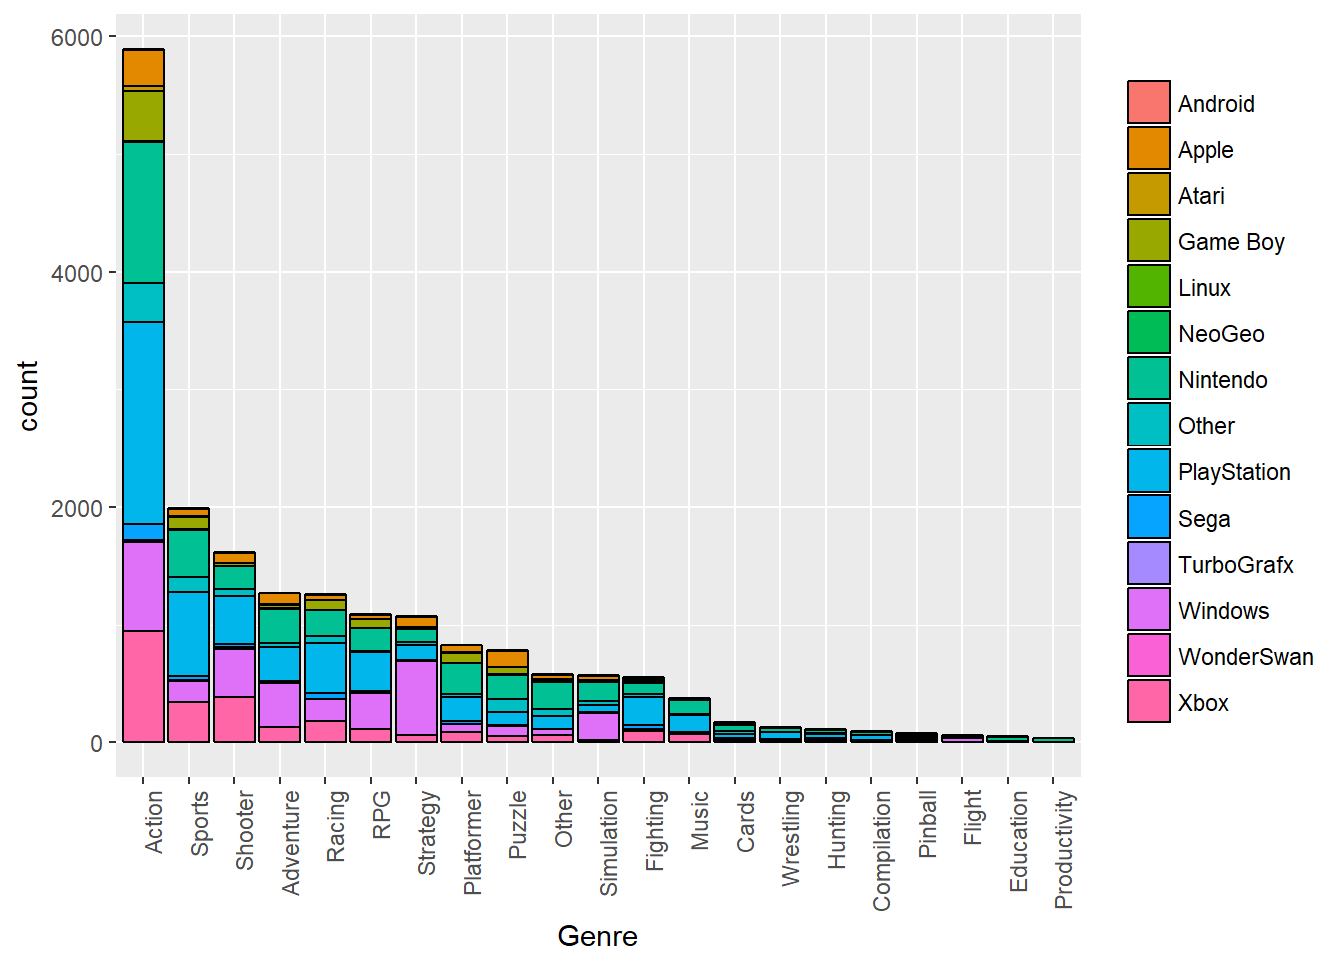 6000
4000
2000
0
count
Action
Sports
Shooter
Adventure
Racing
RPG
Strategy
Platformer
Puzzle
Other
Simulation
Fighting
Music
Cards
Wrestling
Hunting
Compilation
Pinball
Flight
Education
Productivity
Genre
Android
Apple
Atari
Game Boy
Linux
NeoGeo
Nintendo
Other
PlayStation
Sega
TurboGrafx
Windows
WonderSwan
Xbox